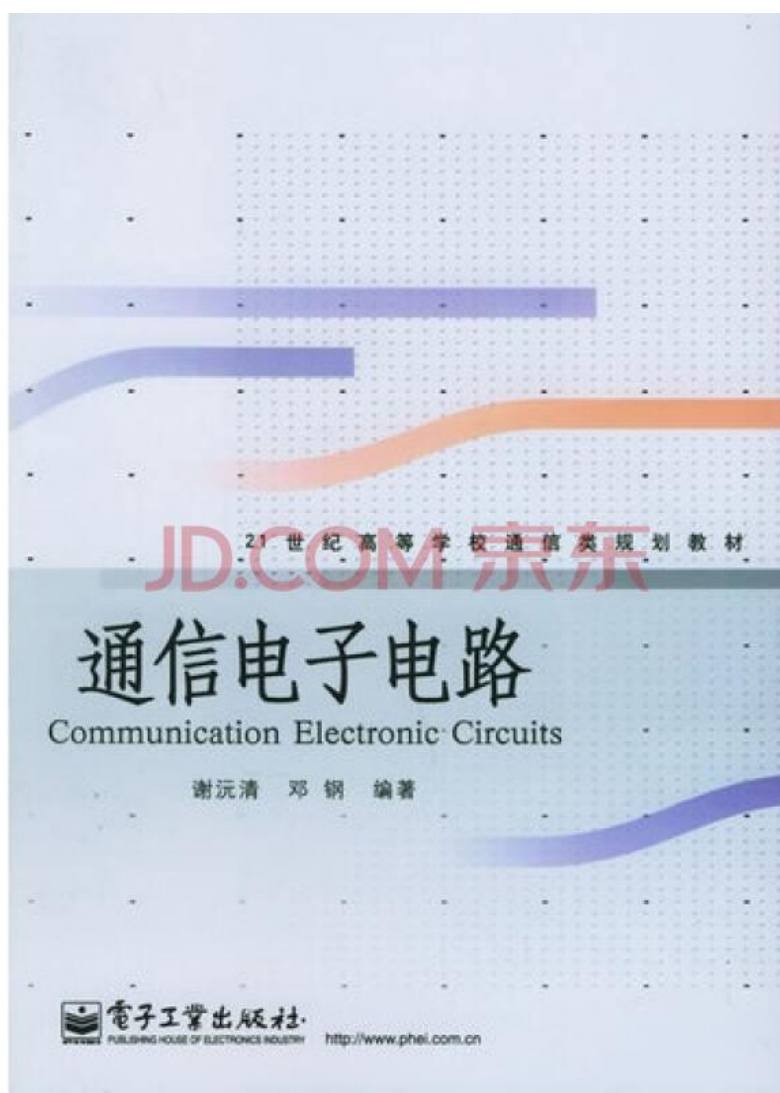 21世纪高等学校通信类规划教材
JD.COM 京东
通信电子电路
Communication Electronic Circuits
谢沅清 邓钢 编著
電子工業出版社
PUBLISHING HOUSE OF ELECTRONICS INDUSTRY
http://www.phei.com.cn